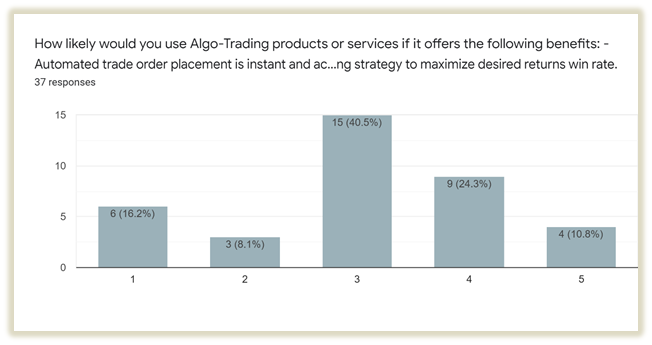 How likely would you use Algo-Trading products or services if it offers the following benefits: -
Automated trade order placement is instant and ac...ng strategy to maximize desired returns win rate.
37 responses
15
10
5
0
6 (16.2%)
3 (8.1%)
15 (40.5%)
9 (24.3%)
4 (10.8%)
1 2 3 4 5